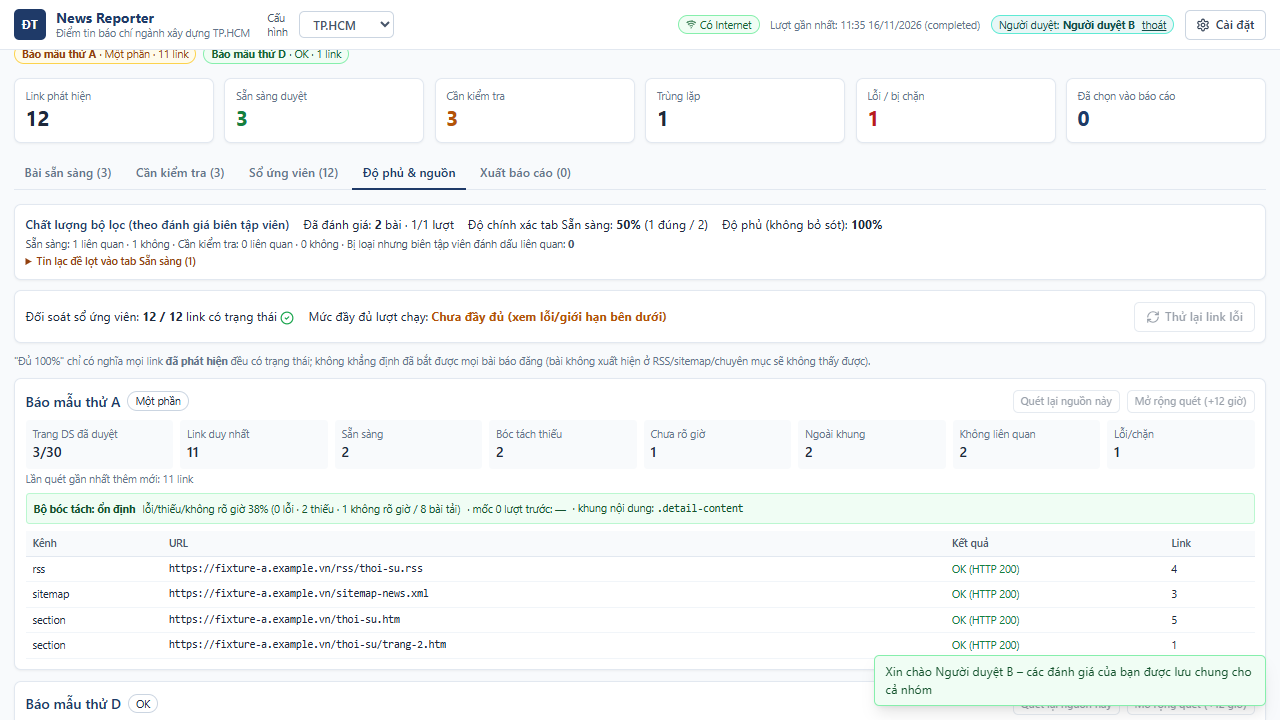 ĐT
News Reporter
Điểm tin báo chí ngành xây dựng TP.HCM
Cấu hình
TP.HCM
Có Internet
Lượt gần nhất: 11:35 16/11/2026 (completed)
Người duyệt: Người duyệt B thoát
Cài đặt
Báo mẫu thử A · Một phần · 11 link
Báo mẫu thử D · OK · 1 link
Link phát hiện
12
Sẵn sàng duyệt
3
Cần kiểm tra
3
Trùng lặp
1
Lỗi / bị chặn
1
Đã chọn vào báo cáo
0
Bài sẵn sàng (3)
Cần kiểm tra (3)
Sổ ứng viên (12)
Độ phủ & nguồn
Xuất báo cáo (0)
Chất lượng bộ lọc (theo đánh giá biên tập viên) Đã đánh giá: 2 bài · 1/1 lượt Độ chính xác tab Sẵn sàng: 50% (1 đúng / 2) Độ phủ (không bỏ sót): 100%
Sẵn sàng: 1 liên quan · 1 không · Cần kiểm tra: 0 liên quan · 0 không · Bị loại nhưng biên tập viên đánh dấu liên quan: 0
▶ Tin lạc đề lọt vào tab Sẵn sàng (1)
Đối soát sổ ứng viên: 12 / 12 link có trạng thái Mức đầy đủ lượt chạy: Chưa đầy đủ (xem lỗi/giới hạn bên dưới)
Thử lại link lỗi
"Đủ 100%" chỉ có nghĩa mọi link đã phát hiện đều có trạng thái; không khẳng định đã bắt được mọi bài báo đăng (bài không xuất hiện ở RSS/sitemap/chuyên mục sẽ không thấy được).
Báo mẫu thử A Một phần
Quét lại nguồn này
Mở rộng quét (+12 giờ)
Trang DS đã duyệt
3/30
Link duy nhất
11
Sẵn sàng
2
Bóc tách thiếu
2
Chưa rõ giờ
1
Ngoài khung
2
Không liên quan
2
Lỗi/chặn
1
Lần quét gần nhất thêm mới: 11 link
Bộ bóc tách: ổn định lỗi/thiếu/không rõ giờ 38% (0 lỗi · 2 thiếu · 1 không rõ giờ / 8 bài tải) · mốc 0 lượt trước: — · khung nội dung: .detail-content
Kênh URL Kết quả Link
rss https://fixture-a.example.vn/rss/thoi-su.rss OK (HTTP 200) 4
sitemap https://fixture-a.example.vn/sitemap-news.xml OK (HTTP 200) 3
section https://fixture-a.example.vn/thoi-su.htm OK (HTTP 200) 5
section https://fixture-a.example.vn/thoi-su/trang-2.htm OK (HTTP 200) 1
Xin chào Người duyệt B – các đánh giá của bạn được lưu chung cho
cả nhóm
Báo mẫu thử D OK
Quét lại nguồn này
Mở rộng quét (+12 giờ)